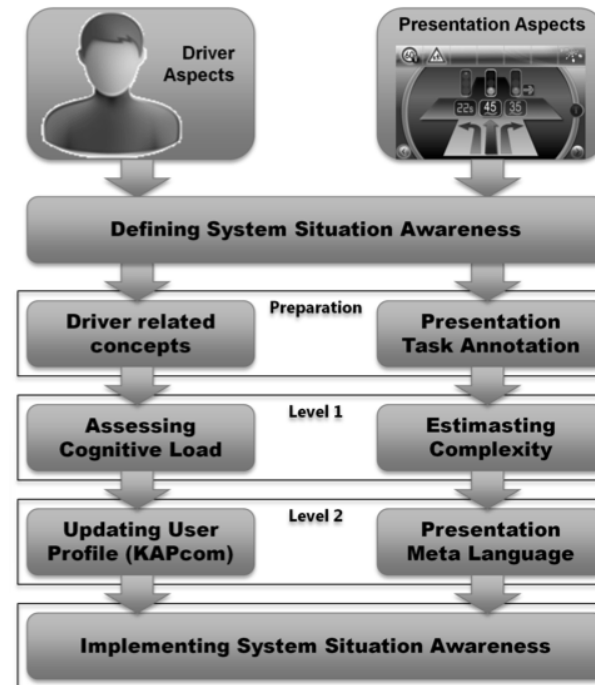 Driver
Aspects
Presentation Aspects
22s 45 35
Defining System Situation Awareness
Preparation
Driver related
concepts
Presentation
Task Annotation
Level 1
Assessing
Cognitive Load
Estimasting
Complexity
Level 2
Updating User
Profile (KAPcom)
Presentation
Meta Language
Implementing System Situation Awareness